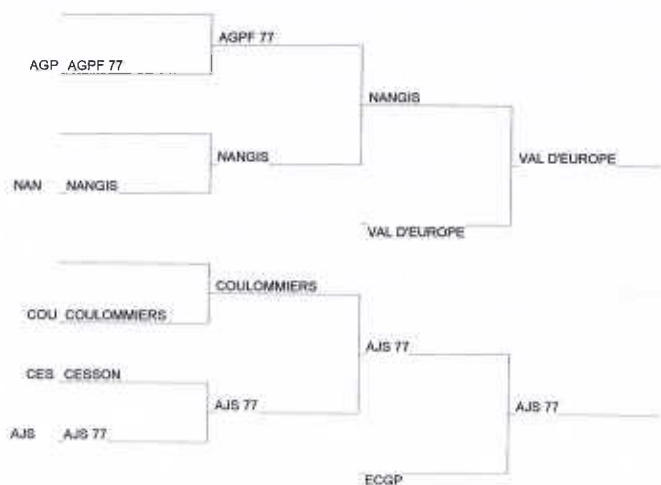 AGPF 77
AGP AGPF 77
NANGIS
NANGIS
VAL D'EUROPE
NAN NANGIS
VAL D'EUROPE
COULOMMIERS
COU COULOMMIERS
AJS 77
CES CESSON
AJS 77
AJS 77
AJS AJS 77
ECGP